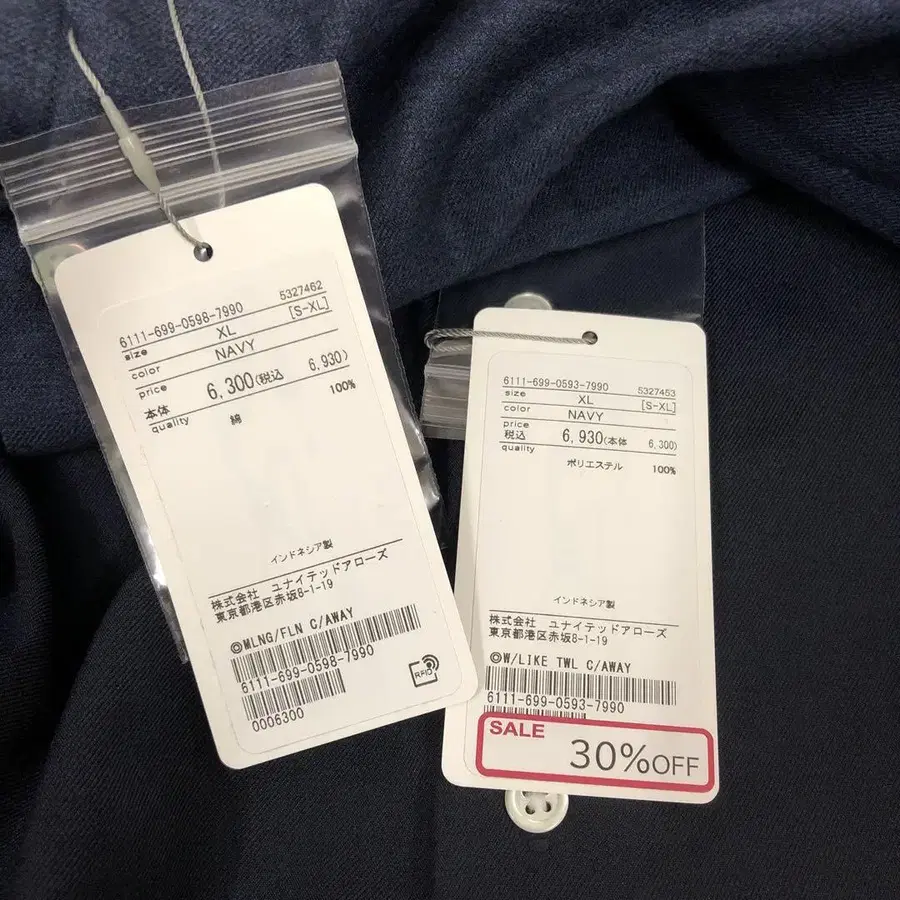 5327462
6111-699-0598-7990
size XL [S-XL]
color NAVY
price
本体 6,300(税込 6,930)
quality
綿 100%
インドネシア製
株式会社 ユナイテッドアローズ
東京都港区赤坂8-1-19
◎MLNG/FLN C/AWAY
6111-699-0598-7990
0006300
RFID
6111-699-0593-7990 5327453
size XL [S-XL]
color NAVY
price
税込 6,930(本体 6,300)
quality
ポリエステル 100%
インドネシア製
株式会社 ユナイテッドアローズ
東京都港区赤坂8-1-19
◎W/LIKE TWL C/AWAY
6111-699-0593-7990
SALE
30%OFF